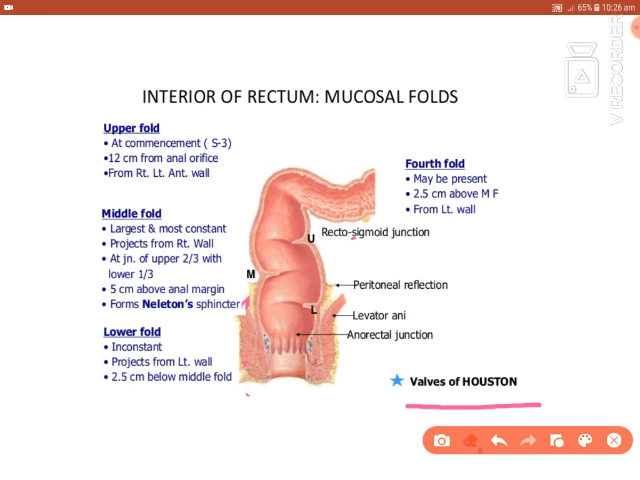 65% 10:26 am
V RECORDER
INTERIOR OF RECTUM: MUCOSAL FOLDS
Upper fold
• At commencement ( S-3)
•12 cm from anal orifice
•From Rt. Lt. Ant. wall
Middle fold
• Largest & most constant
• Projects from Rt. Wall
• At jn. of upper 2/3 with
lower 1/3
• 5 cm above anal margin
• Forms Neleton's sphincter
Lower fold
• Inconstant
• Projects from Lt. wall
• 2.5 cm below middle fold
Fourth fold
• May be present
• 2.5 cm above M F
• From Lt. wall
U
Recto-sigmoid junction
M
Peritoneal reflection
L
Levator ani
Anorectal junction
Valves of HOUSTON